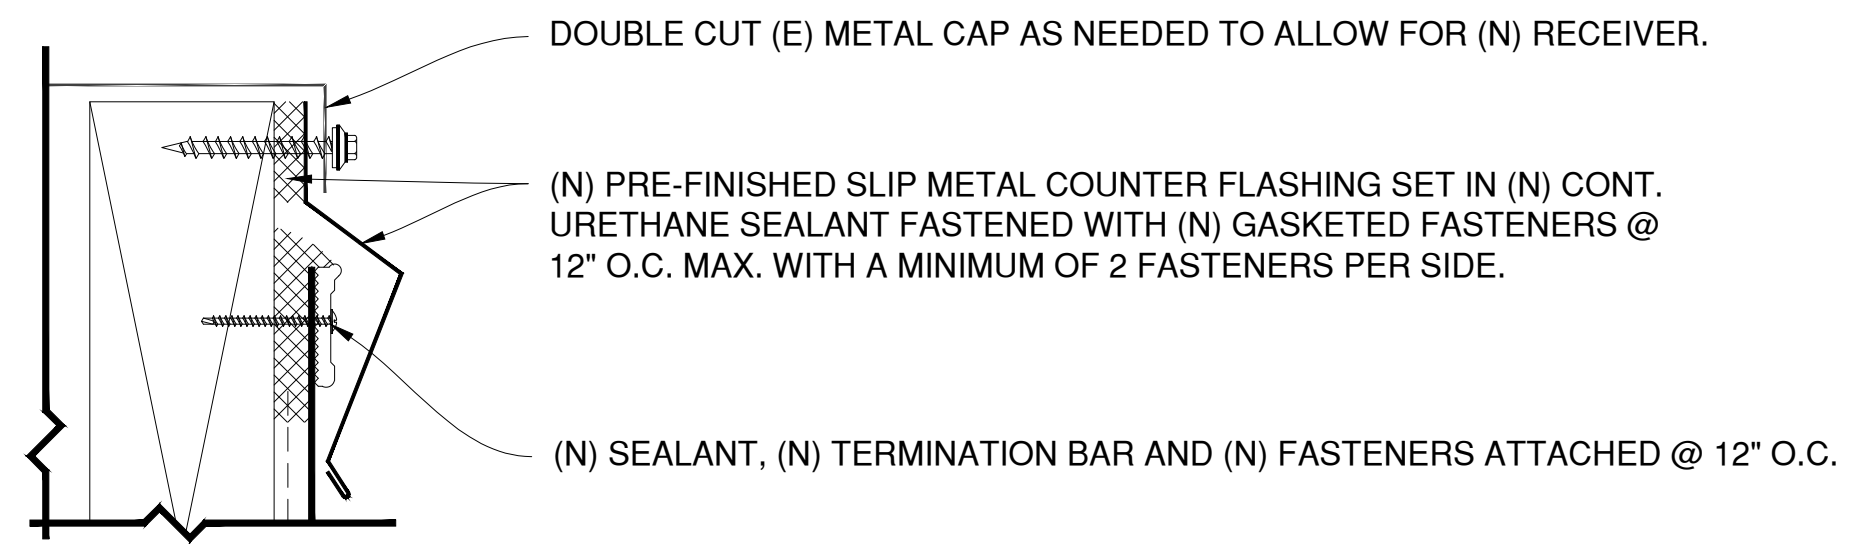 DOUBLE CUT (E) METAL CAP AS NEEDED TO ALLOW FOR (N) RECEIVER.
(N) PRE-FINISHED SLIP METAL COUNTER FLASHING SET IN (N) CONT.
URETHANE SEALANT FASTENED WITH (N) GASKETED FASTENERS @
12" O.C. MAX. WITH A MINIMUM OF 2 FASTENERS PER SIDE.
(N) SEALANT, (N) TERMINATION BAR AND (N) FASTENERS ATTACHED @ 12" O.C.